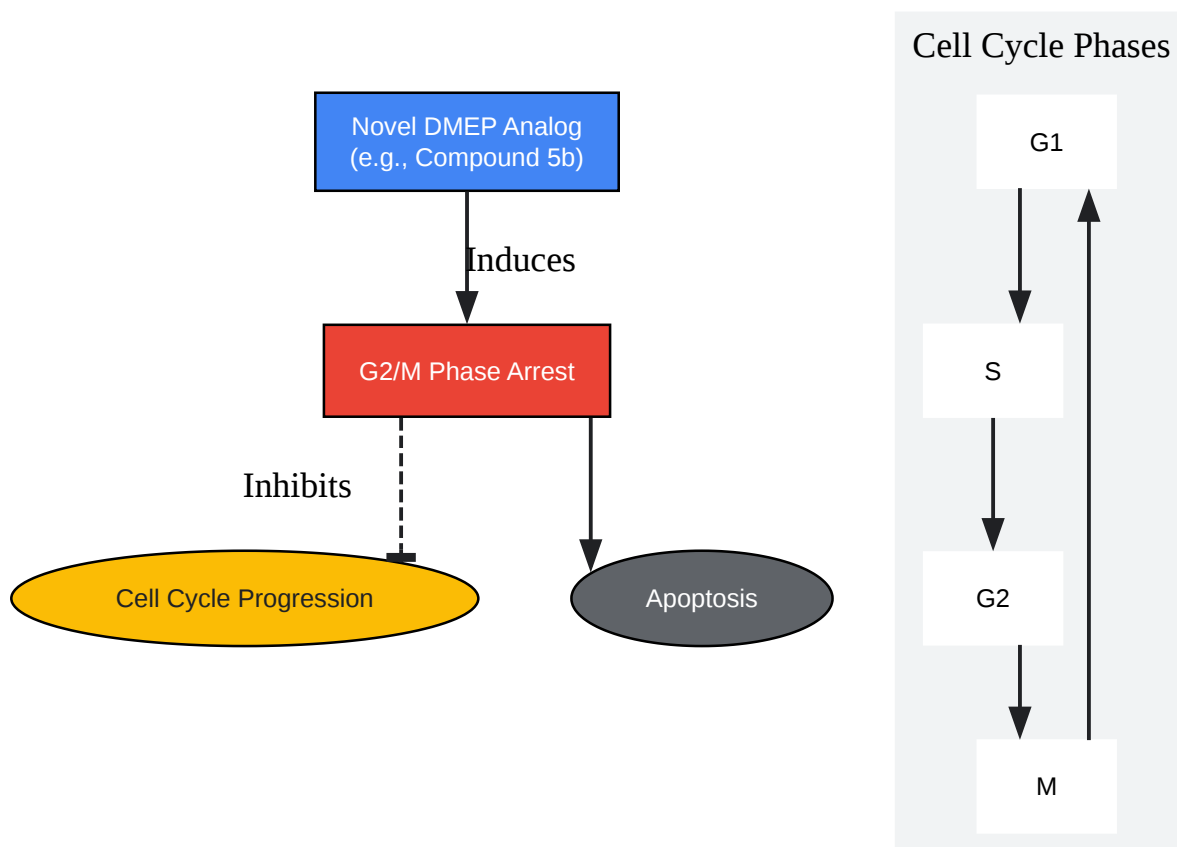 Novel DMEP Analog
(e.g., Compound 5b)
Induces
G2/M Phase Arrest
Inhibits
Cell Cycle Progression
Apoptosis
Cell Cycle Phases
G1
S
G2
M